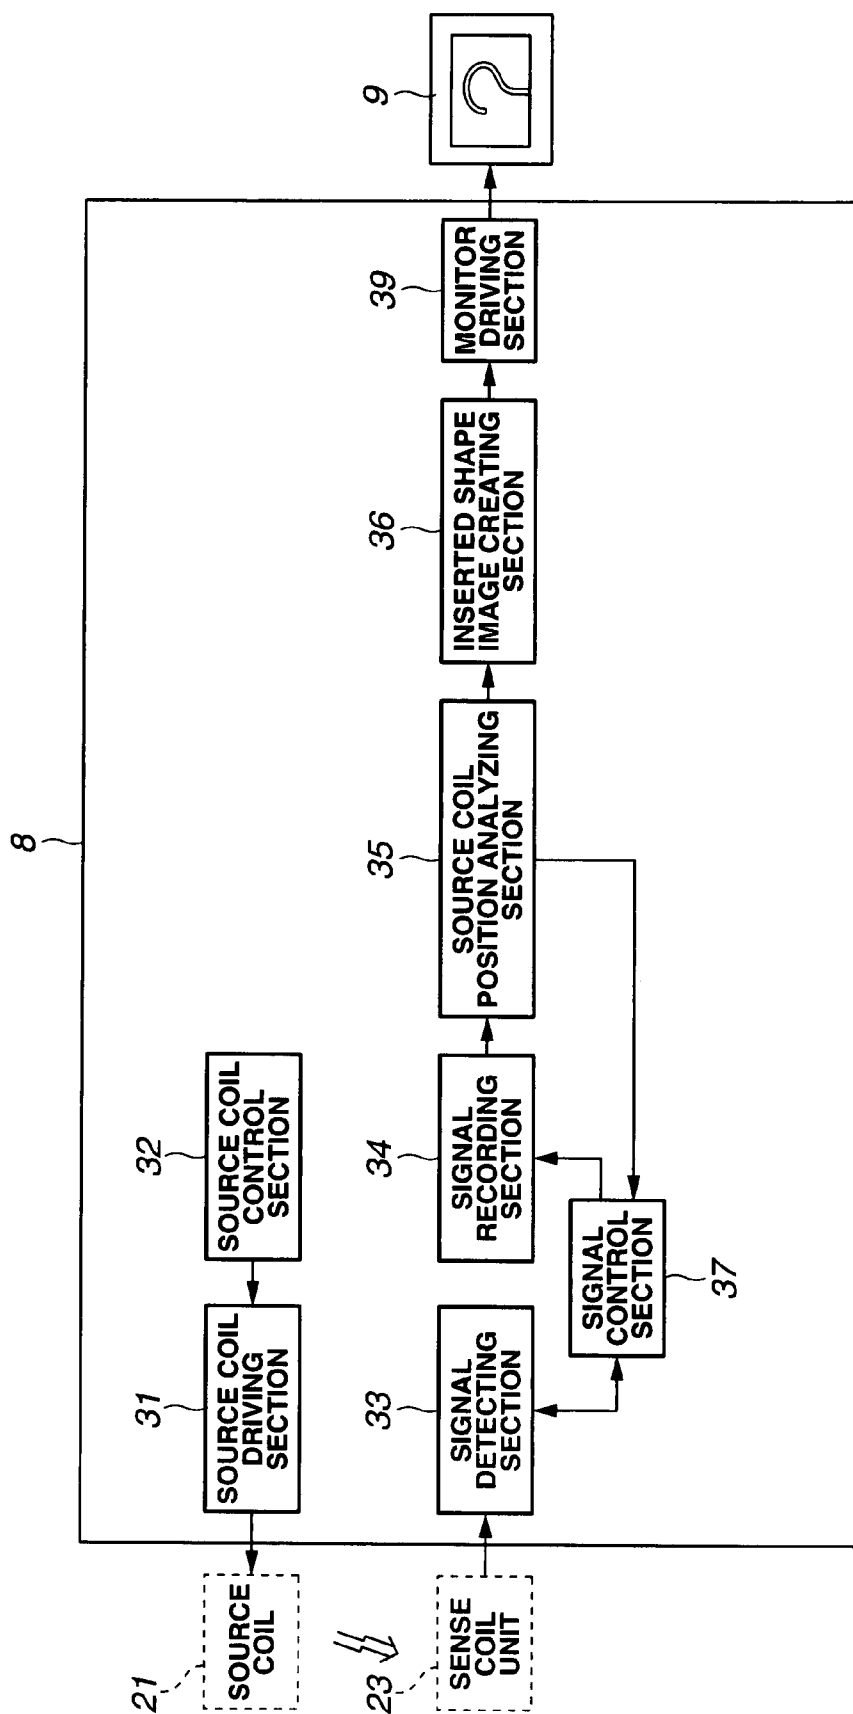 8
21
SOURCE
COIL
31
SOURCE COIL
DRIVING
SECTION
32
SOURCE COIL
CONTROL
SECTION
23
SENSE
COIL
UNIT
33
SIGNAL
DETECTING
SECTION
34
SIGNAL
RECORDING
SECTION
35
SOURCE COIL
POSITION ANALYZING
SECTION
36
INSERTED SHAPE
IMAGE CREATING
SECTION
39
MONITOR
DRIVING
SECTION
9
SIGNAL
CONTROL
SECTION
37